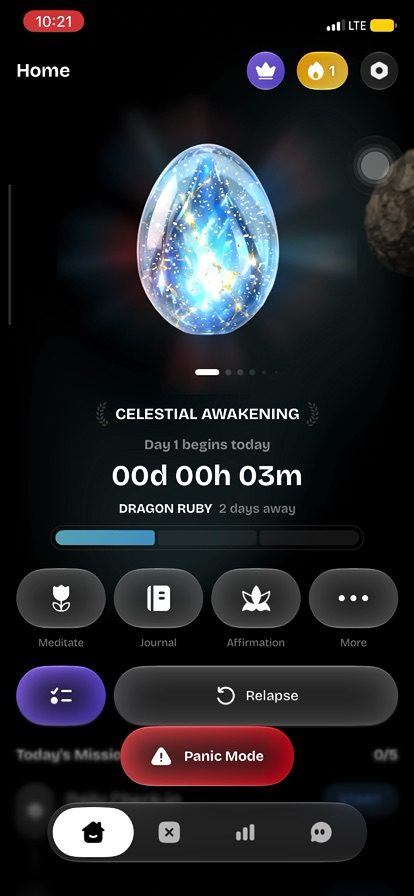 10:21
LTE
Home
1
CELESTIAL AWAKENING
Day 1 begins today
00d 00h 03m
DRAGON RUBY 2 days away
Meditate
Journal
Affirmation
More
Relapse
Panic Mode
Today's Missio
0/5